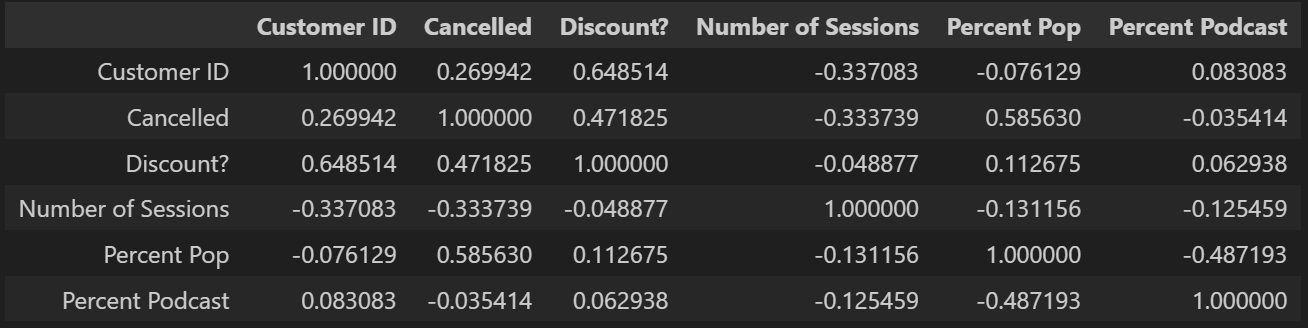 Customer ID Cancelled Discount? Number of Sessions Percent Pop Percent Podcast
Customer ID 1.000000 0.269942 0.648514 -0.337083 -0.076129 0.083083
Cancelled 0.269942 1.000000 0.471825 -0.333739 0.585630 -0.035414
Discount? 0.648514 0.471825 1.000000 -0.048877 0.112675 0.062938
Number of Sessions -0.337083 -0.333739 -0.048877 1.000000 -0.131156 -0.125459
Percent Pop -0.076129 0.585630 0.112675 -0.131156 1.000000 -0.487193
Percent Podcast 0.083083 -0.035414 0.062938 -0.125459 -0.487193 1.000000